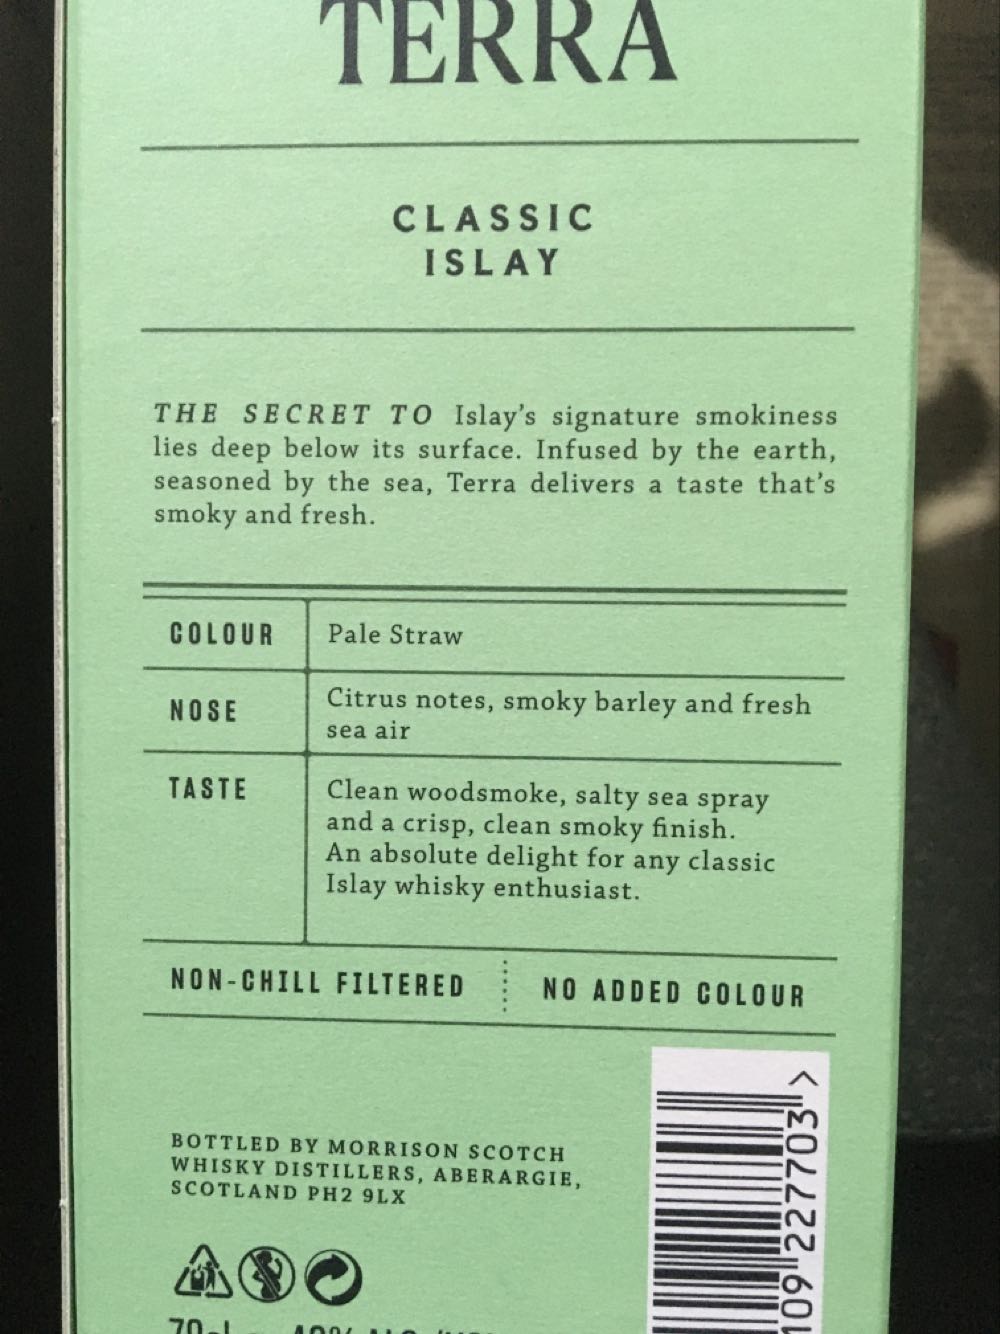 TERRA
CLASSIC
ISLAY
THE SECRET TO Islay's signature smokiness
lies deep below its surface. Infused by the earth,
seasoned by the sea, Terra delivers a taste that's
smoky and fresh.
COLOUR Pale Straw
NOSE Citrus notes, smoky barley and fresh
sea air
TASTE Clean woodsmoke, salty sea spray
and a crisp, clean smoky finish.
An absolute delight for any classic
Islay whisky enthusiast.
NON-CHILL FILTERED NO ADDED COLOUR
BOTTLED BY MORRISON SCOTCH
WHISKY DISTILLERS, ABERARGIE,
SCOTLAND PH2 9LX
109 227703 >
70cl